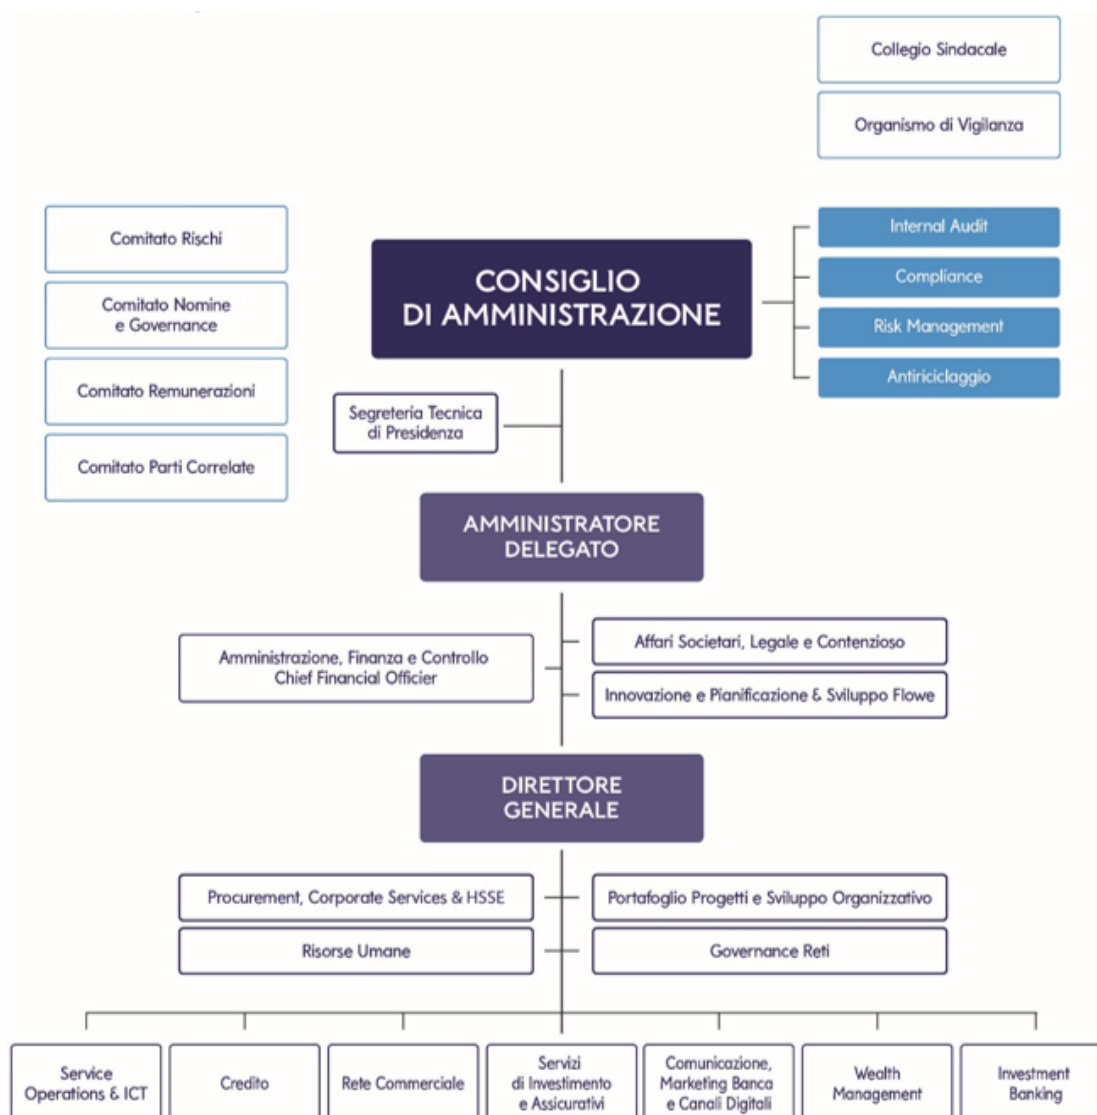 Collegio Sindacale
Organismo di Vigilanza
Comitato Rischi
Comitato Nomine
e Governance
Comitato Remunerazioni
Comitato Parti Correlate
CONSIGLIO
DI AMMINISTRAZIONE
Internal Audit
Compliance
Risk Management
Antiriciclaggio
Segreteria Tecnica
di Presidenza
AMMINISTRATORE
DELEGATO
Amministrazione, Finanza e Controllo
Chief Financial Officier
Affari Societari, Legale e Contenzioso
Innovazione e Pianificazione & Sviluppo Flowe
DIRETTORE
GENERALE
Procurement, Corporate Services & HSSE
Portafoglio Progetti e Sviluppo Organizzativo
Risorse Umane
Governance Reti
Service
Operations & ICT
Credito
Rete Commerciale
Servizi
di Investimento
e Assicurativi
Comunicazione,
Marketing Banca
e Canali Digitali
Wealth
Management
Investment
Banking